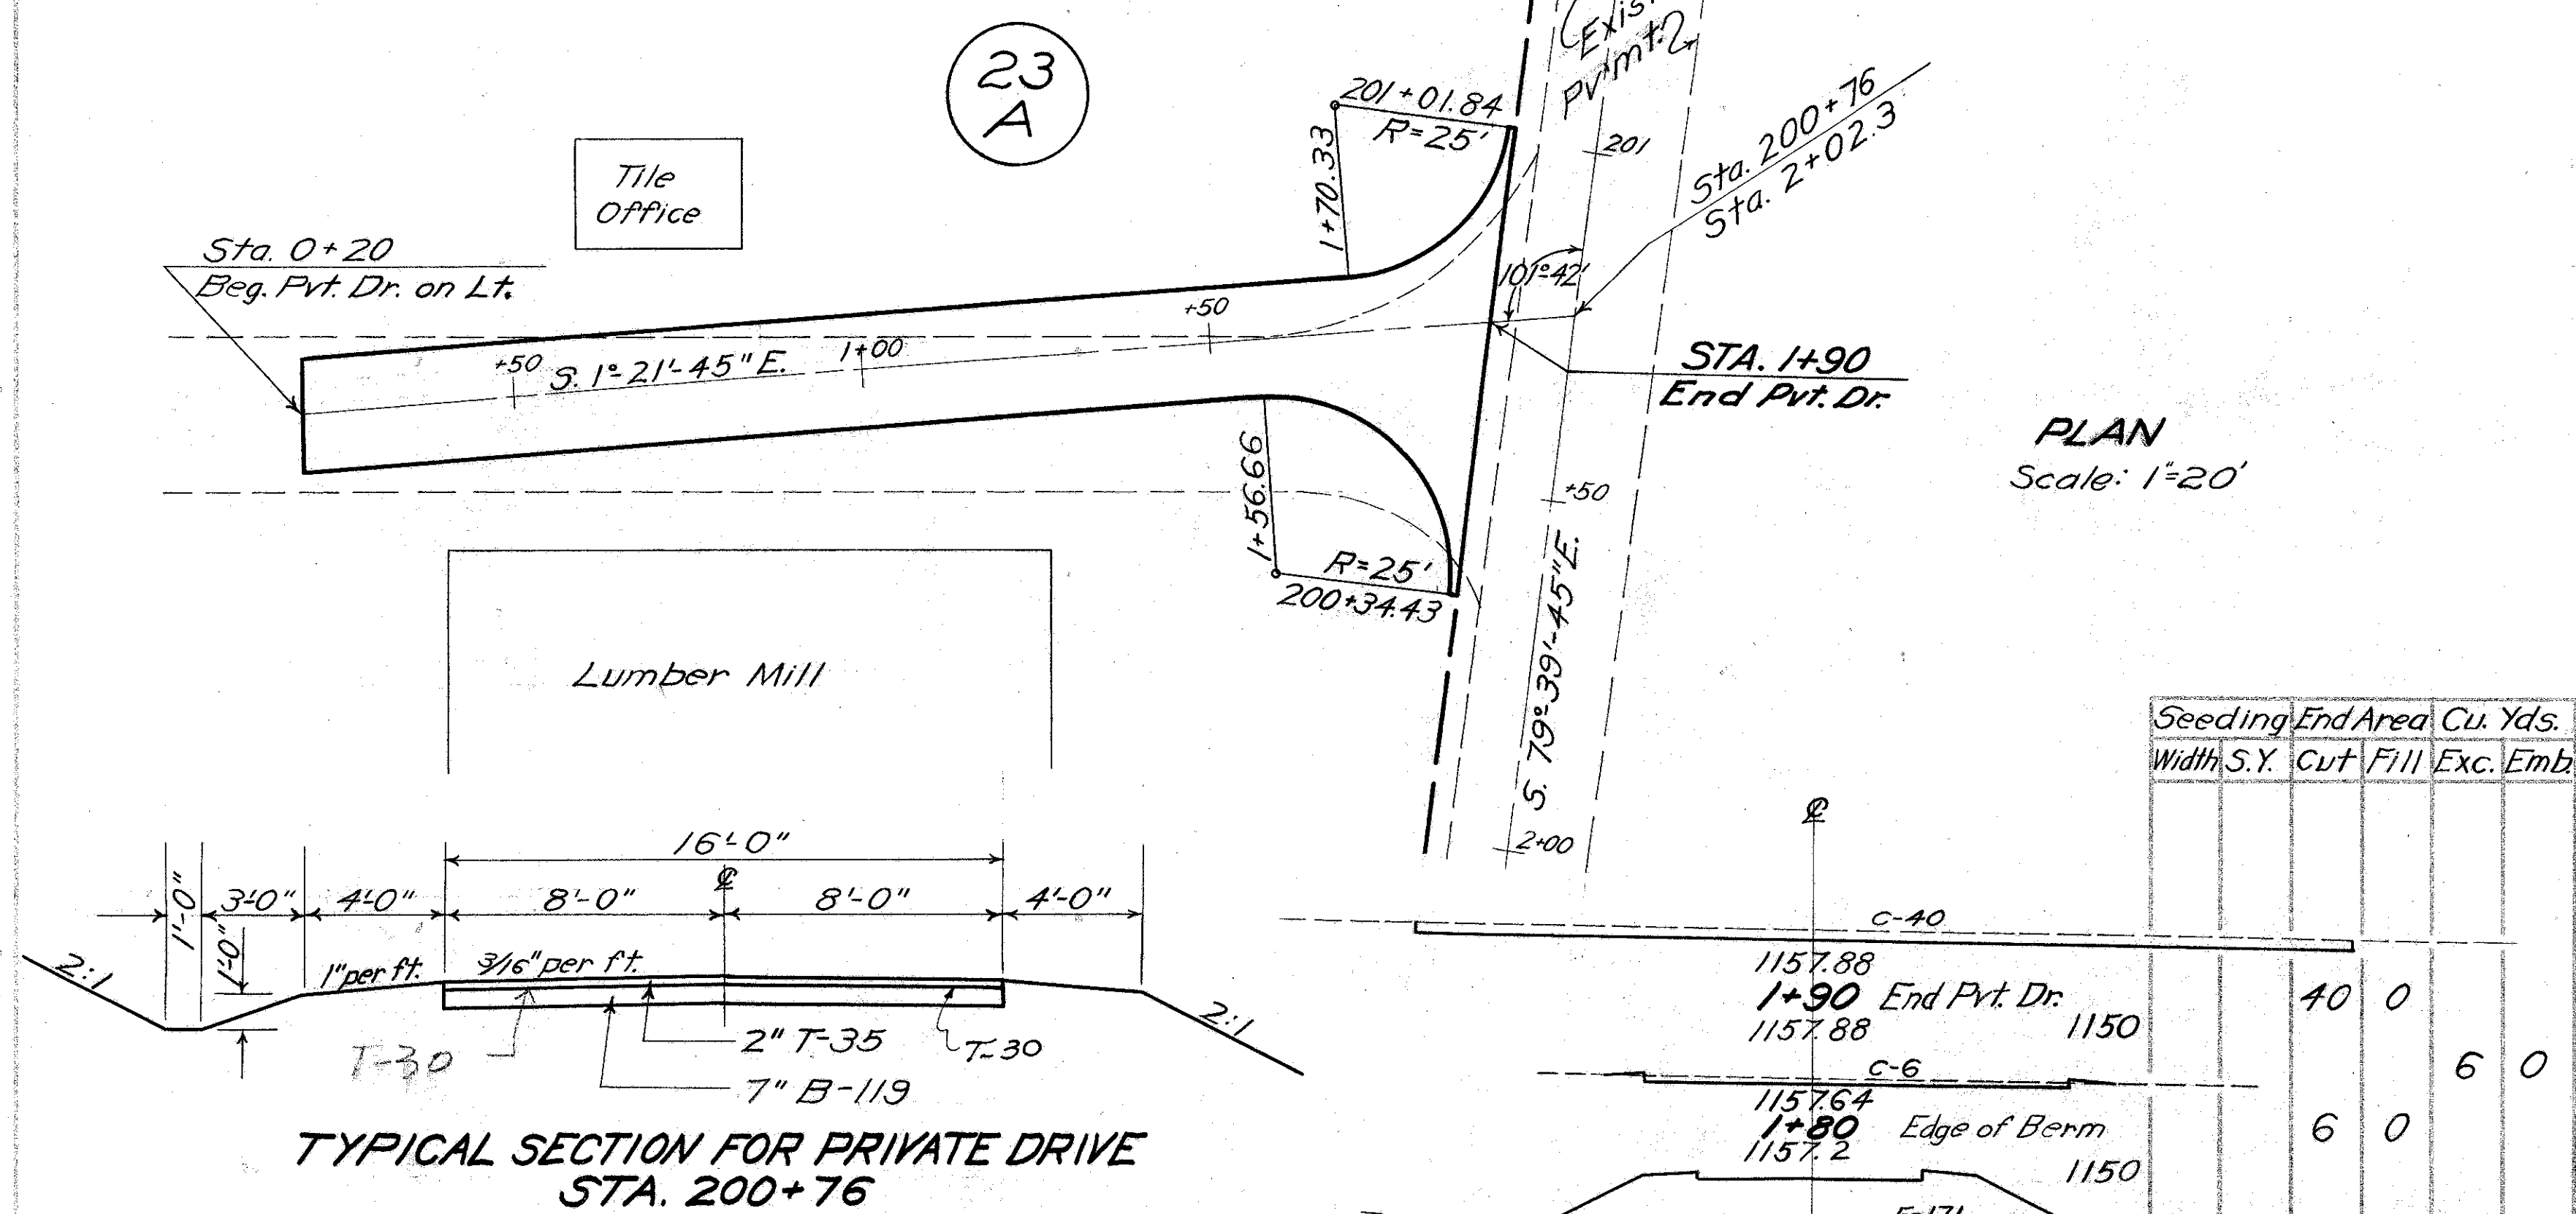 23
A
(Exist.
Pv'mt.
201+01.84
R=25'
1+70.33
201
Sta. 200+76
Sta. 2+02.3
Tile
Office
Sta. 0+20
Beg. Pvt. Dr. on Lt.
+50
S. 1°-21'-45" E.
1+00
+50
101°-42'
STA. 1+90
End Pvt. Dr.
PLAN
Scale: 1"=20'
1+56.66
R=25'
200+34.43
+50
S. 79°-39'-45"E.
2+00
Lumber Mill
Seeding End Area Cu. Yds.
Width S.Y. Cut Fill Exc. Emb.
16'-0"
℄
1'-0" 3'-0" 4'-0" 8'-0" 8'-0" 4'-0"
1'-0"
2:1
1" per ft.
3/16" per ft.
2:1
T-30
2" T-35
T-30
7" B-119
TYPICAL SECTION FOR PRIVATE DRIVE
STA. 200+76
℄
C-40
1157.88
1+90 End Pvt. Dr.
40 0
1157.88
1150
C-6
6 0
1157.64
1+80 Edge of Berm
6 0
1157.2
1150